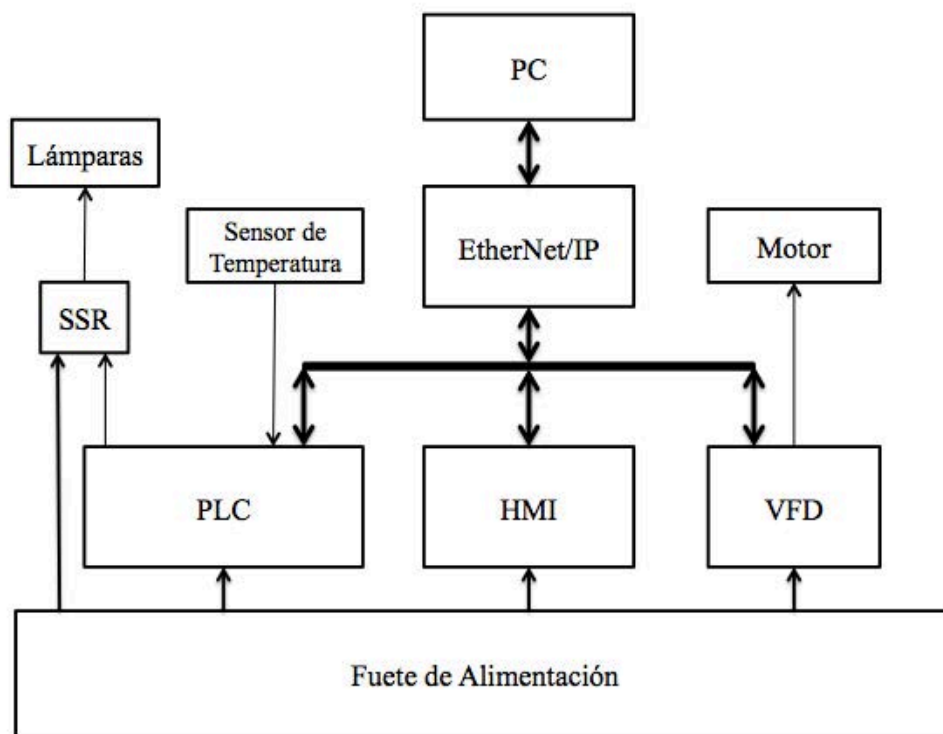 PC
Lámparas
Sensor de
Temperatura
EtherNet/IP
Motor
SSR
PLC
HMI
VFD
Fuete de Alimentación